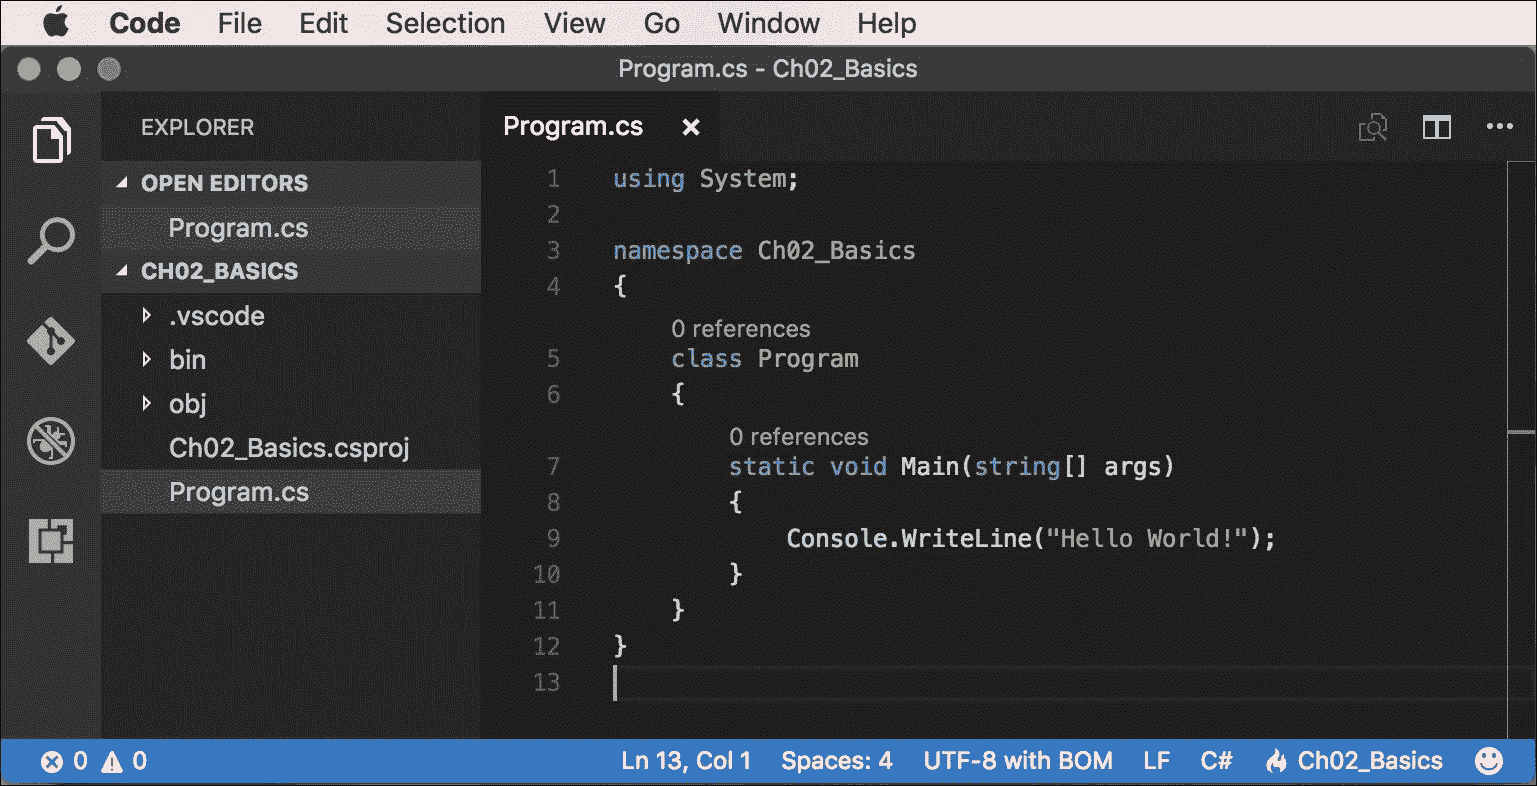 Code File Edit Selection View Go Window Help
Program.cs - Ch02_Basics
EXPLORER
OPEN EDITORS
Program.cs
CH02_BASICS
.vscode
bin
obj
Ch02_Basics.csproj
Program.cs
Program.cs
1 using System;
2
3 namespace Ch02_Basics
4 {
0 references
5 class Program
6 {
0 references
7 static void Main(string[] args)
8 {
9 Console.WriteLine("Hello World!");
10 }
11 }
12 }
13
0 0 Ln 13, Col 1 Spaces: 4 UTF-8 with BOM LF C# Ch02_Basics